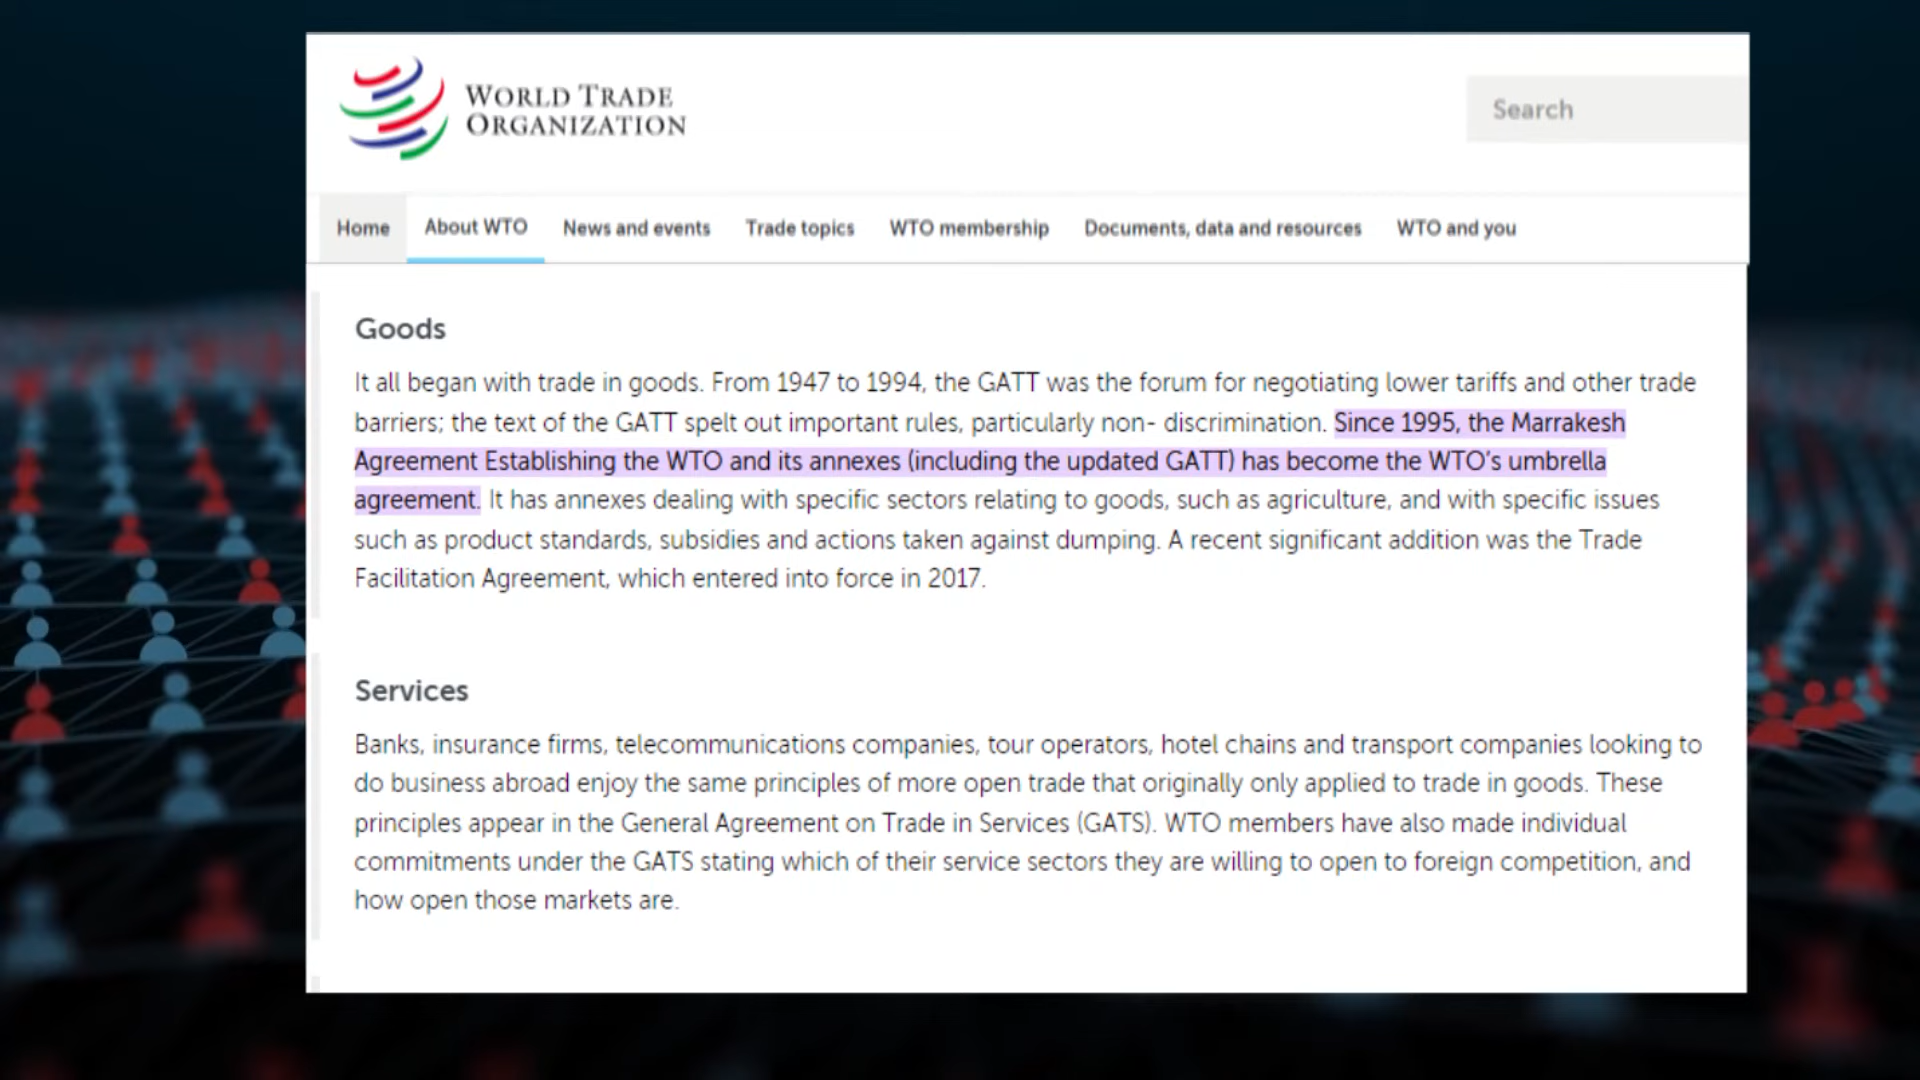 WORLD TRADE
ORGANIZATION
Search
Home About WTO News and events Trade topics WTO membership Documents, data and resources WTO and you
Goods
It all began with trade in goods. From 1947 to 1994, the GATT was the forum for negotiating lower tariffs and other trade
barriers; the text of the GATT spelt out important rules, particularly non- discrimination. Since 1995, the Marrakesh
Agreement Establishing the WTO and its annexes (including the updated GATT) has become the WTO’s umbrella
agreement. It has annexes dealing with specific sectors relating to goods, such as agriculture, and with specific issues
such as product standards, subsidies and actions taken against dumping. A recent significant addition was the Trade
Facilitation Agreement, which entered into force in 2017.
Services
Banks, insurance firms, telecommunications companies, tour operators, hotel chains and transport companies looking to
do business abroad enjoy the same principles of more open trade that originally only applied to trade in goods. These
principles appear in the General Agreement on Trade in Services (GATS). WTO members have also made individual
commitments under the GATS stating which of their service sectors they are willing to open to foreign competition, and
how open those markets are.